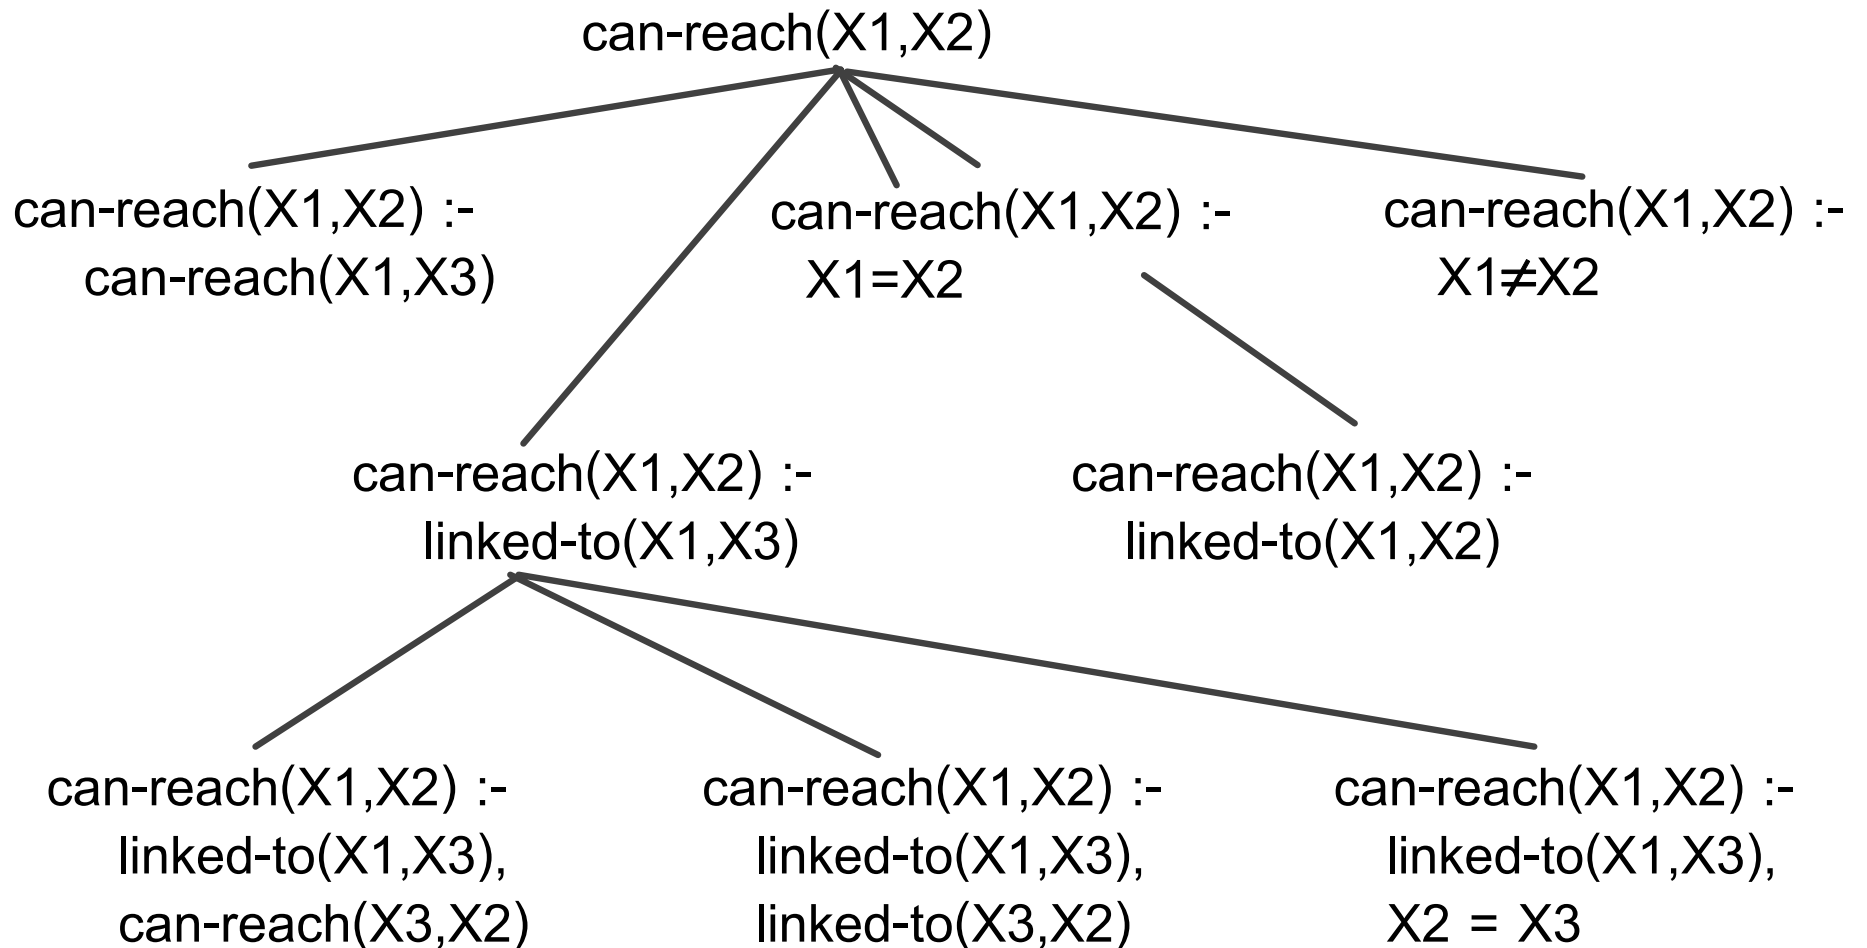 can-reach(X1,X2)
can-reach(X1,X2) :-
can-reach(X1,X3)
can-reach(X1,X2) :-
X1=X2
can-reach(X1,X2) :-
X1≠X2
can-reach(X1,X2) :-
linked-to(X1,X3)
can-reach(X1,X2) :-
linked-to(X1,X2)
can-reach(X1,X2) :-
linked-to(X1,X3),
can-reach(X3,X2)
can-reach(X1,X2) :-
linked-to(X1,X3),
linked-to(X3,X2)
can-reach(X1,X2) :-
linked-to(X1,X3),
X2 = X3